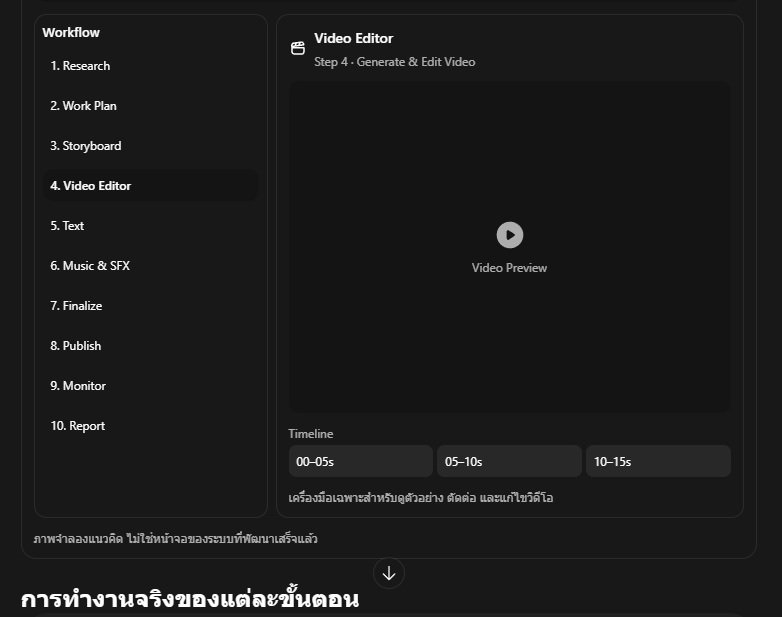 Workflow
1. Research
2. Work Plan
3. Storyboard
4. Video Editor
5. Text
6. Music & SFX
7. Finalize
8. Publish
9. Monitor
10. Report
Video Editor
Step 4 · Generate & Edit Video
Video Preview
Timeline
00–05s
05–10s
10–15s
เครื่องมือเฉพาะสำหรับดูตัวอย่าง ตัดต่อ และแก้ไขวิดีโอ
ภาพจำลองแนวคิด ไม่ใช่หน้าจอของระบบที่พัฒนาเสร็จแล้ว
การทำงานจริงของแต่ละขั้นตอน